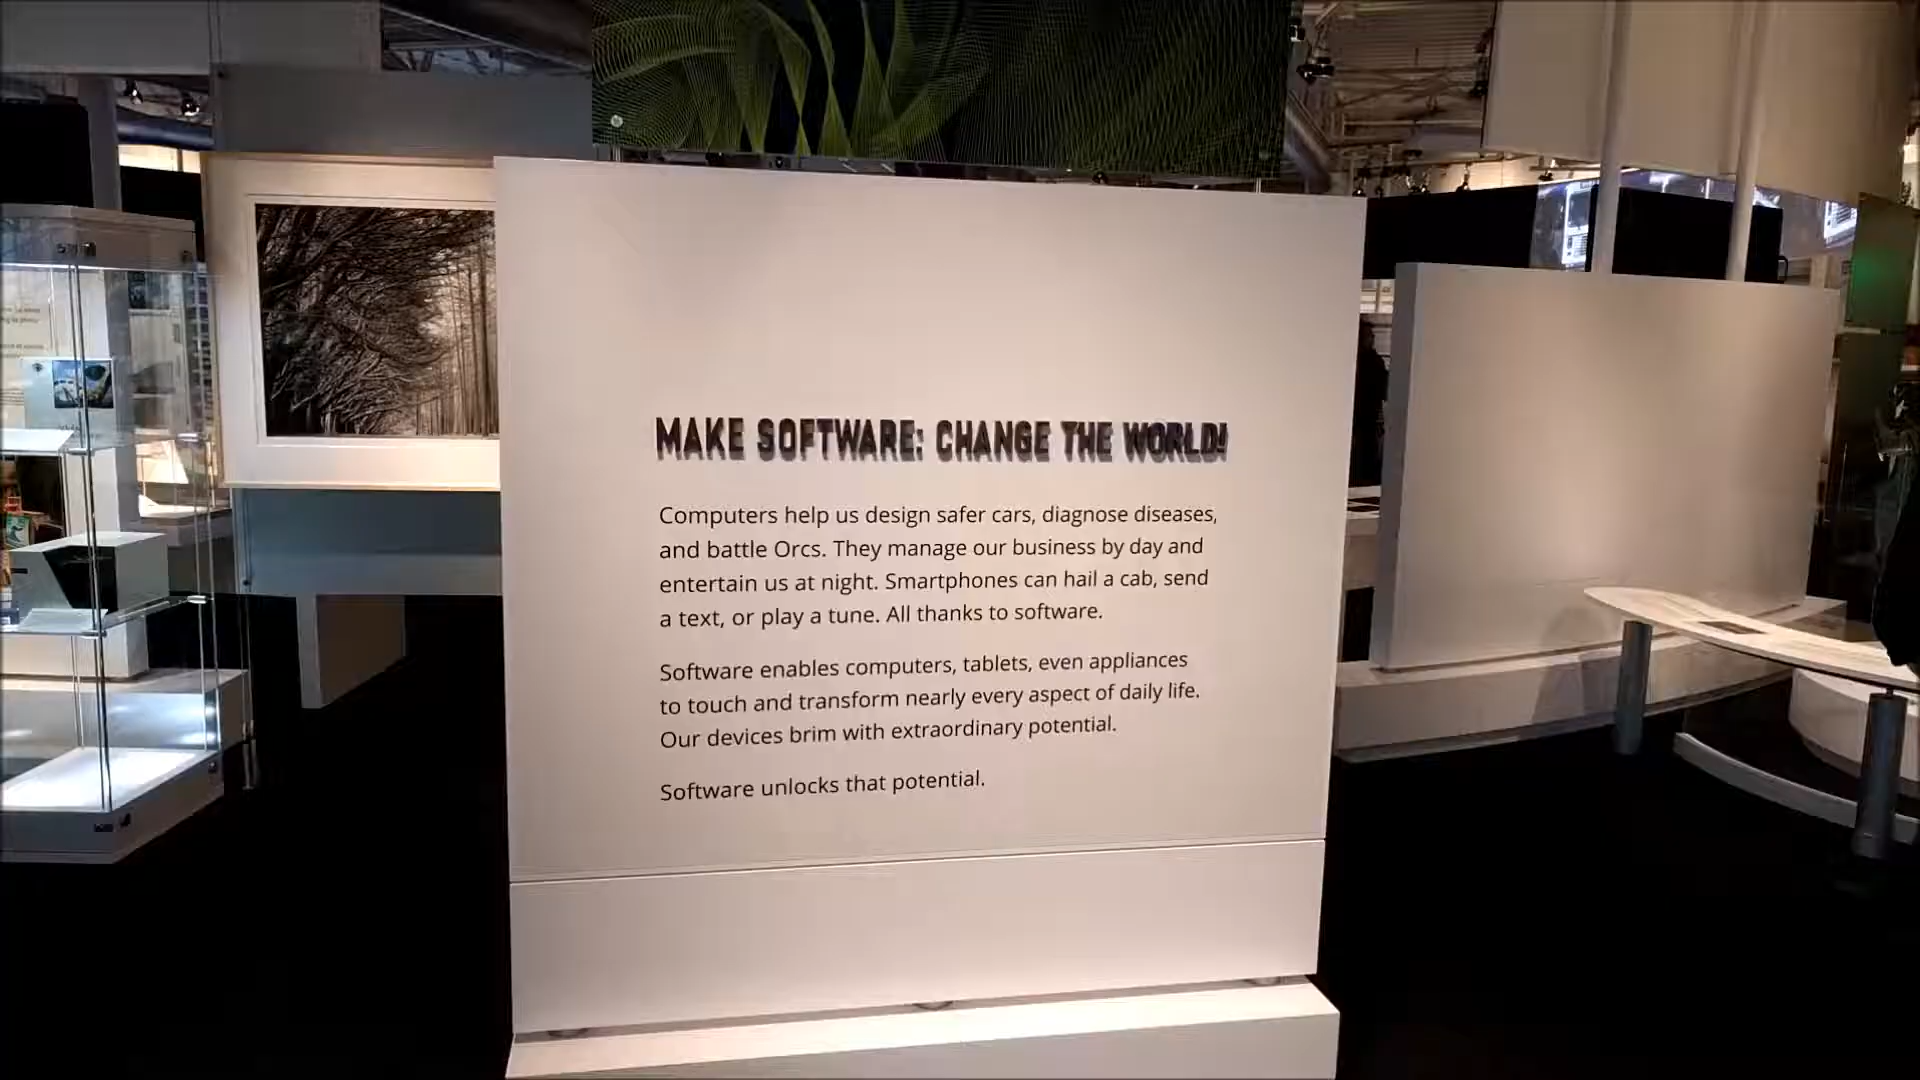 MAKE SOFTWARE: CHANGE THE WORLD!
Computers help us design safer cars, diagnose diseases,
and battle Orcs. They manage our business by day and
entertain us at night. Smartphones can hail a cab, send
a text, or play a tune. All thanks to software.
Software enables computers, tablets, even appliances
to touch and transform nearly every aspect of daily life.
Our devices brim with extraordinary potential.
Software unlocks that potential.